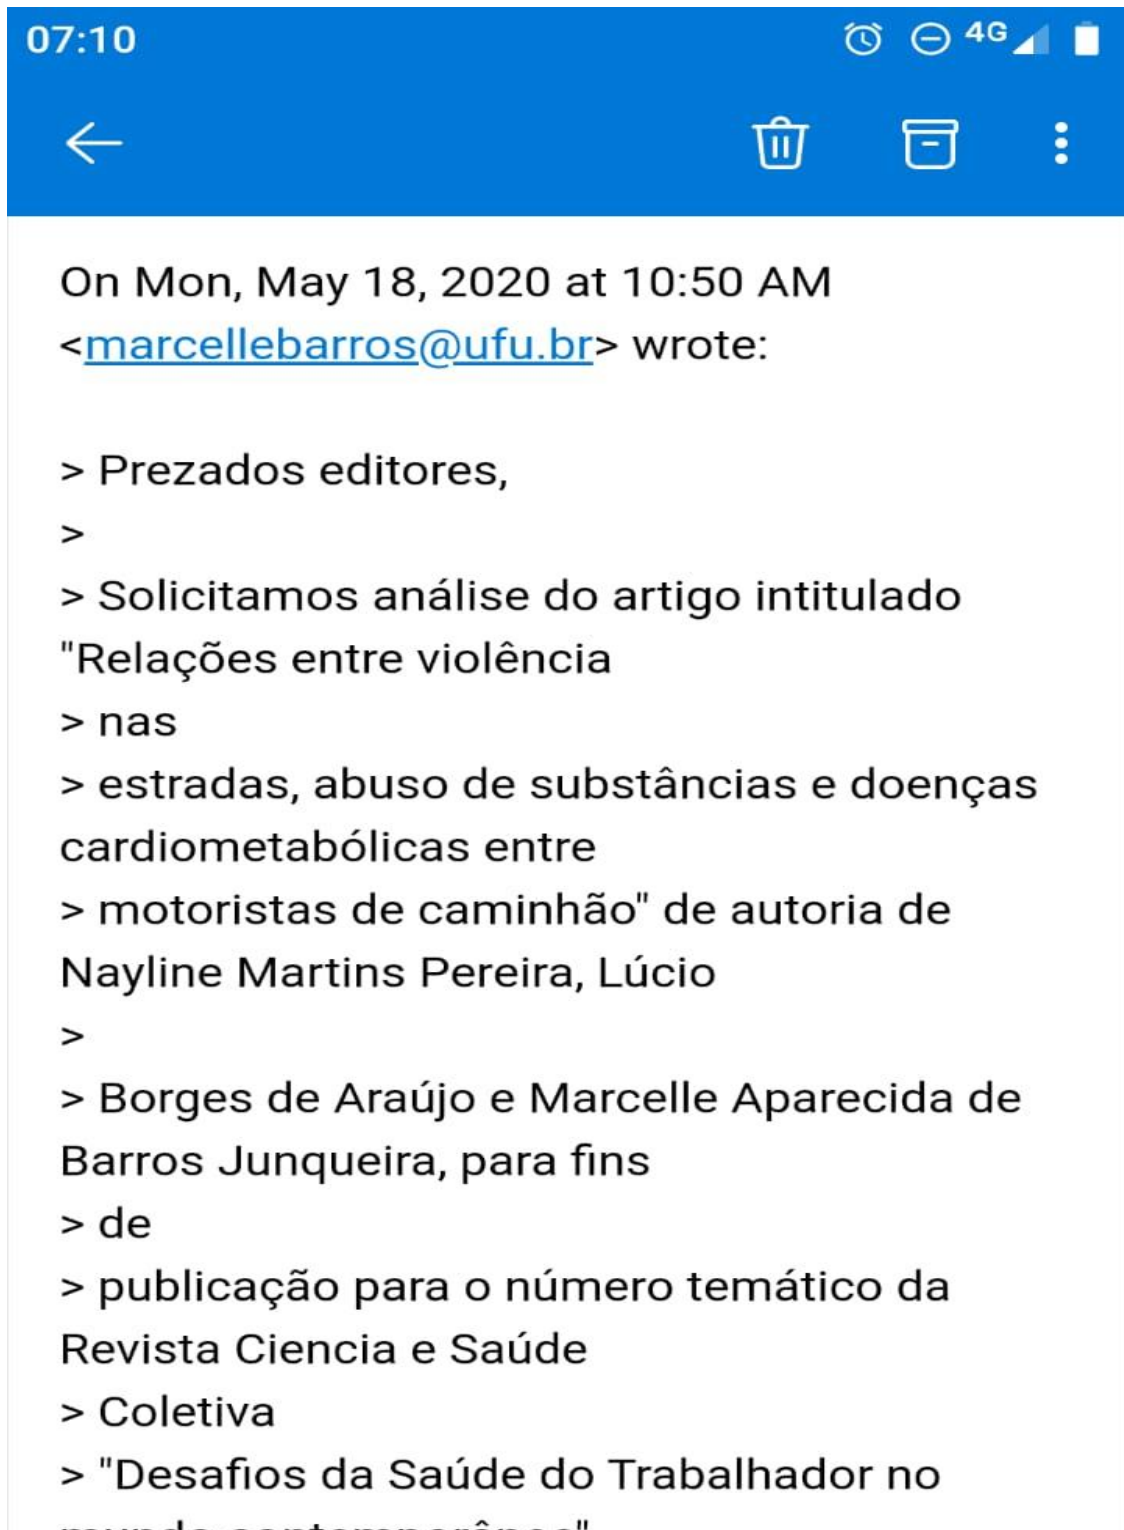 07:10
4G
On Mon, May 18, 2020 at 10:50 AM
<marcellebarros@ufu.br> wrote:
> Prezados editores,
>
> Solicitamos análise do artigo intitulado
"Relações entre violência
> nas
> estradas, abuso de substâncias e doenças
cardiometabólicas entre
> motoristas de caminhão" de autoria de
Nayline Martins Pereira, Lúcio
>
> Borges de Araújo e Marcelle Aparecida de
Barros Junqueira, para fins
> de
> publicação para o número temático da
Revista Ciencia e Saúde
> Coletiva
> "Desafios da Saúde do Trabalhador no
mundo contemporâneo"